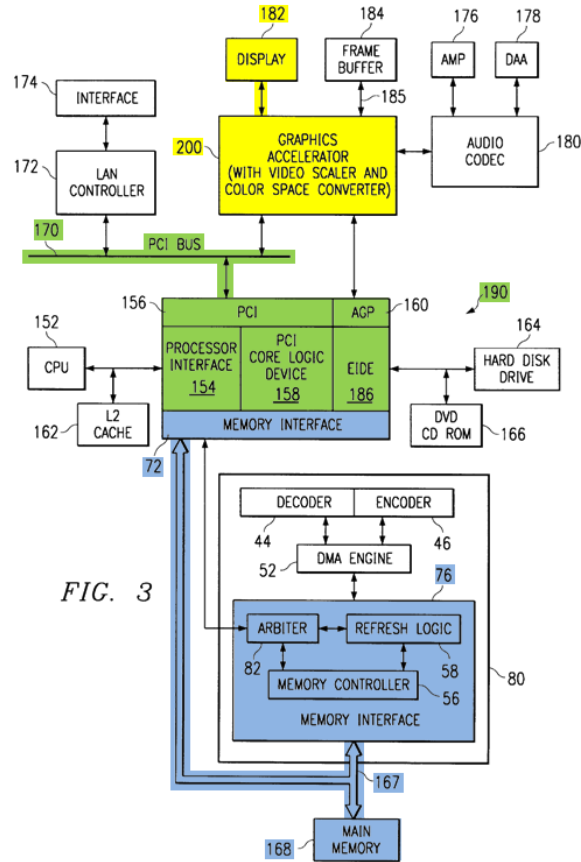 182
184
176
178
DISPLAY
FRAME
BUFFER
AMP
DAA
174
INTERFACE
185
172
LAN
CONTROLLER
200
GRAPHICS
ACCELERATOR
(WITH VIDEO SCALER AND
COLOR SPACE CONVERTER)
AUDIO
CODEC
180
170
PCI BUS
190
156
PCI
AGP
160
152
CPU
PROCESSOR
INTERFACE
154
PCI
CORE LOGIC
DEVICE
158
EIDE
186
164
HARD DISK
DRIVE
162
L2
CACHE
DVD
CD ROM
166
MEMORY INTERFACE
72
DECODER
ENCODER
44
46
52
DMA ENGINE
FIG. 3
76
ARBITER
REFRESH LOGIC
82
58
80
MEMORY CONTROLLER
56
MEMORY INTERFACE
167
168
MAIN
MEMORY